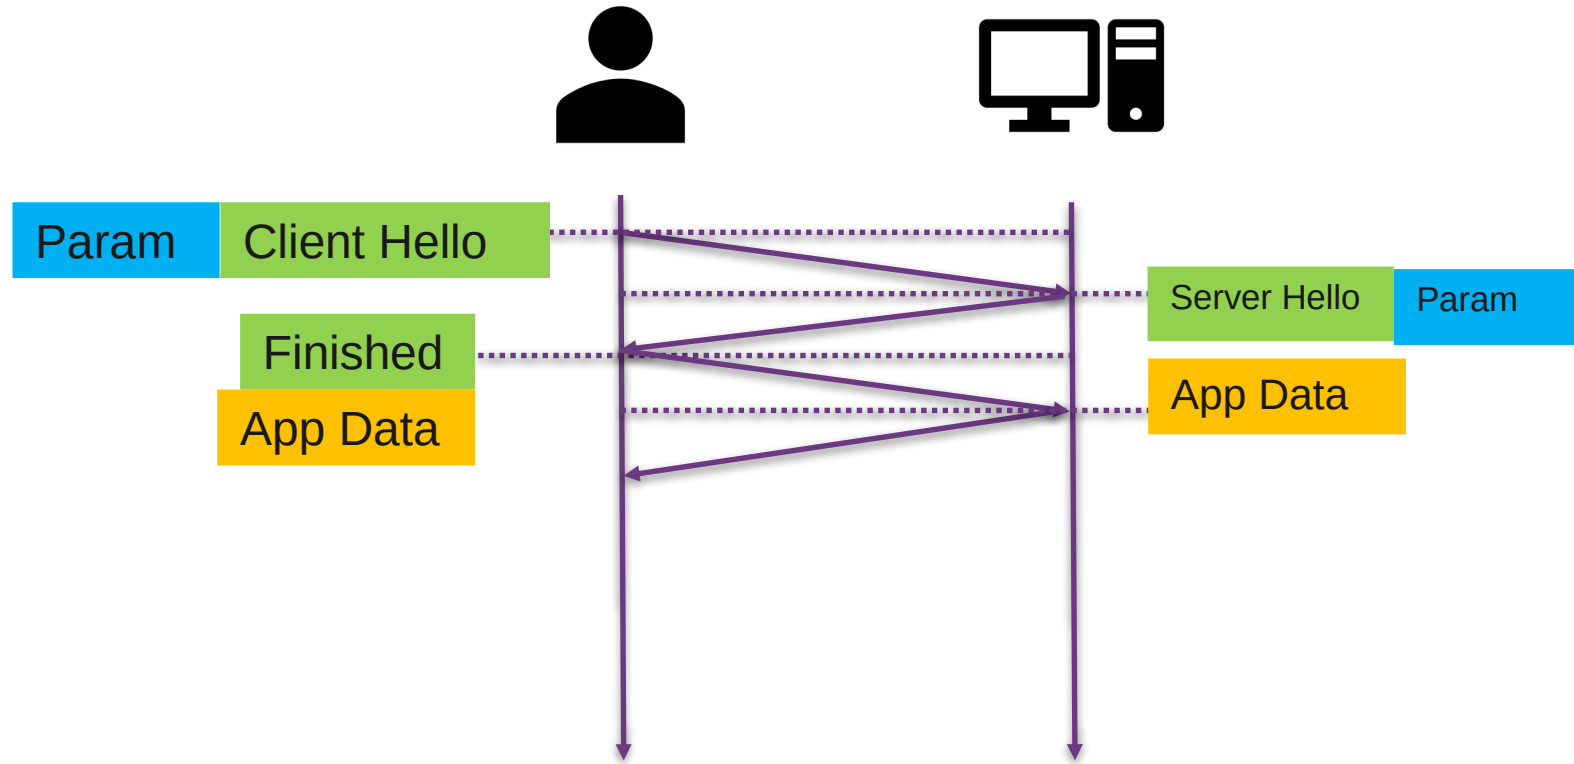 Param
Client Hello
Server Hello
Param
Finished
App Data
App Data